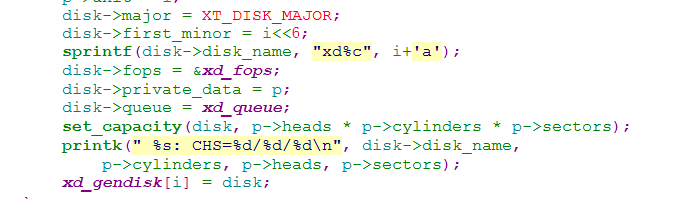 disk->major = XT_DISK_MAJOR;
disk->first_minor = i<<6;
sprintf(disk->disk_name, "xd%c", i+'a');
disk->fops = &xd_fops;
disk->private_data = p;
disk->queue = xd_queue;
set_capacity(disk, p->heads * p->cylinders * p->sectors);
printk(" %s: CHS=%d/%d/%d\n", disk->disk_name,
p->cylinders, p->heads, p->sectors);
xd_gendisk[i] = disk;